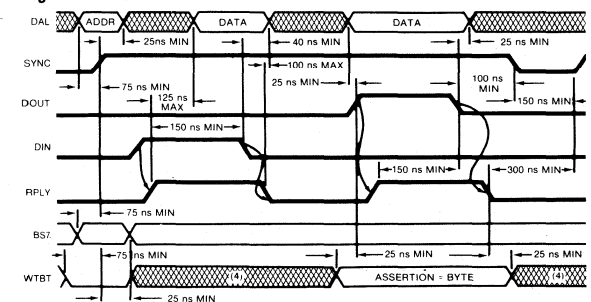 DAL
ADDR
DATA
DATA
25ns MIN
40 ns MIN
25 ns MIN
SYNC
100 ns MAX
75 ns MIN
25 ns MIN
100 ns
MIN
125 ns
MAX
150 ns MIN
DOUT
150 ns MIN
DIN
150 ns MIN
300 ns MIN
RPLY
75 ns MIN
BS7
75 ns MIN
25 ns MIN
25 ns MIN
WTBT
(4)
ASSERTION = BYTE
(4)
25 ns MIN